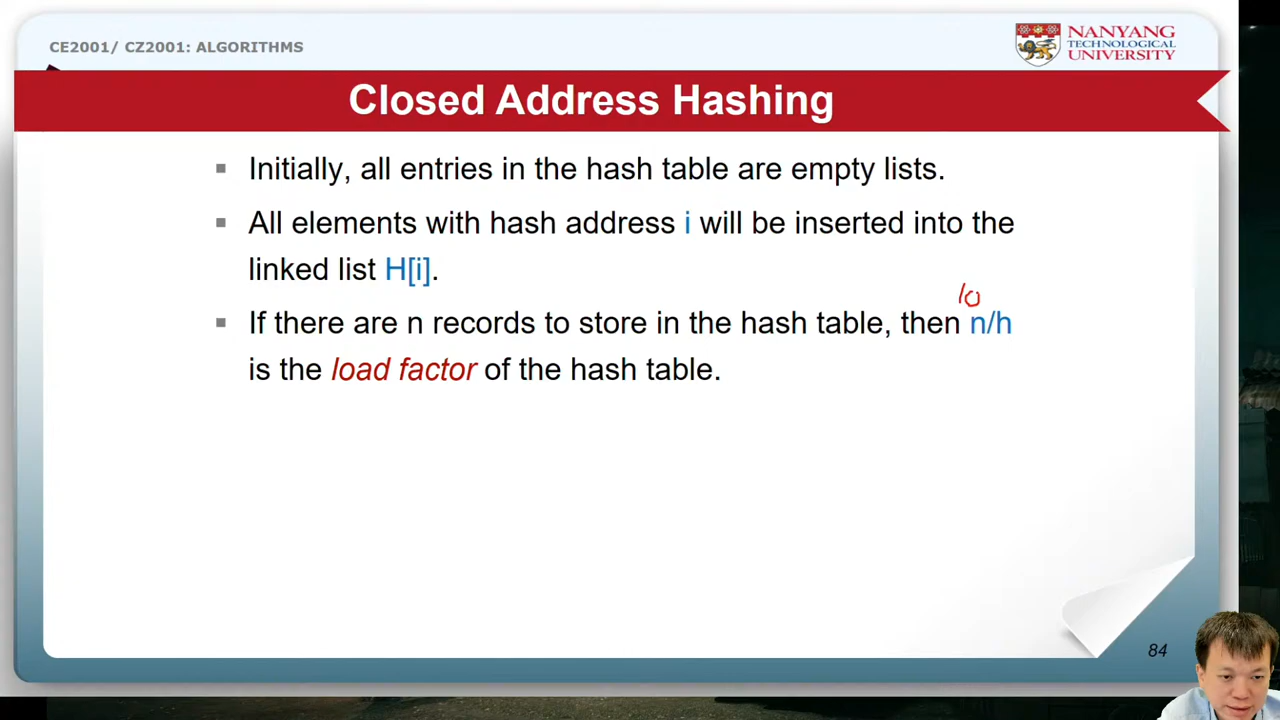 CE2001/ CZ2001: ALGORITHMS
NANYANG
TECHNOLOGICAL
UNIVERSITY
Closed Address Hashing
▪ Initially, all entries in the hash table are empty lists.
▪ All elements with hash address i will be inserted into the
linked list H[i].
10
▪ If there are n records to store in the hash table, then n/h
is the load factor of the hash table.
84